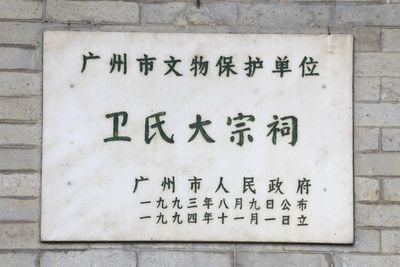 广州市文物保护单位
卫氏大宗祠
广州市人民政府
一九九三年八月九日公布
一九九四年十一月一日立